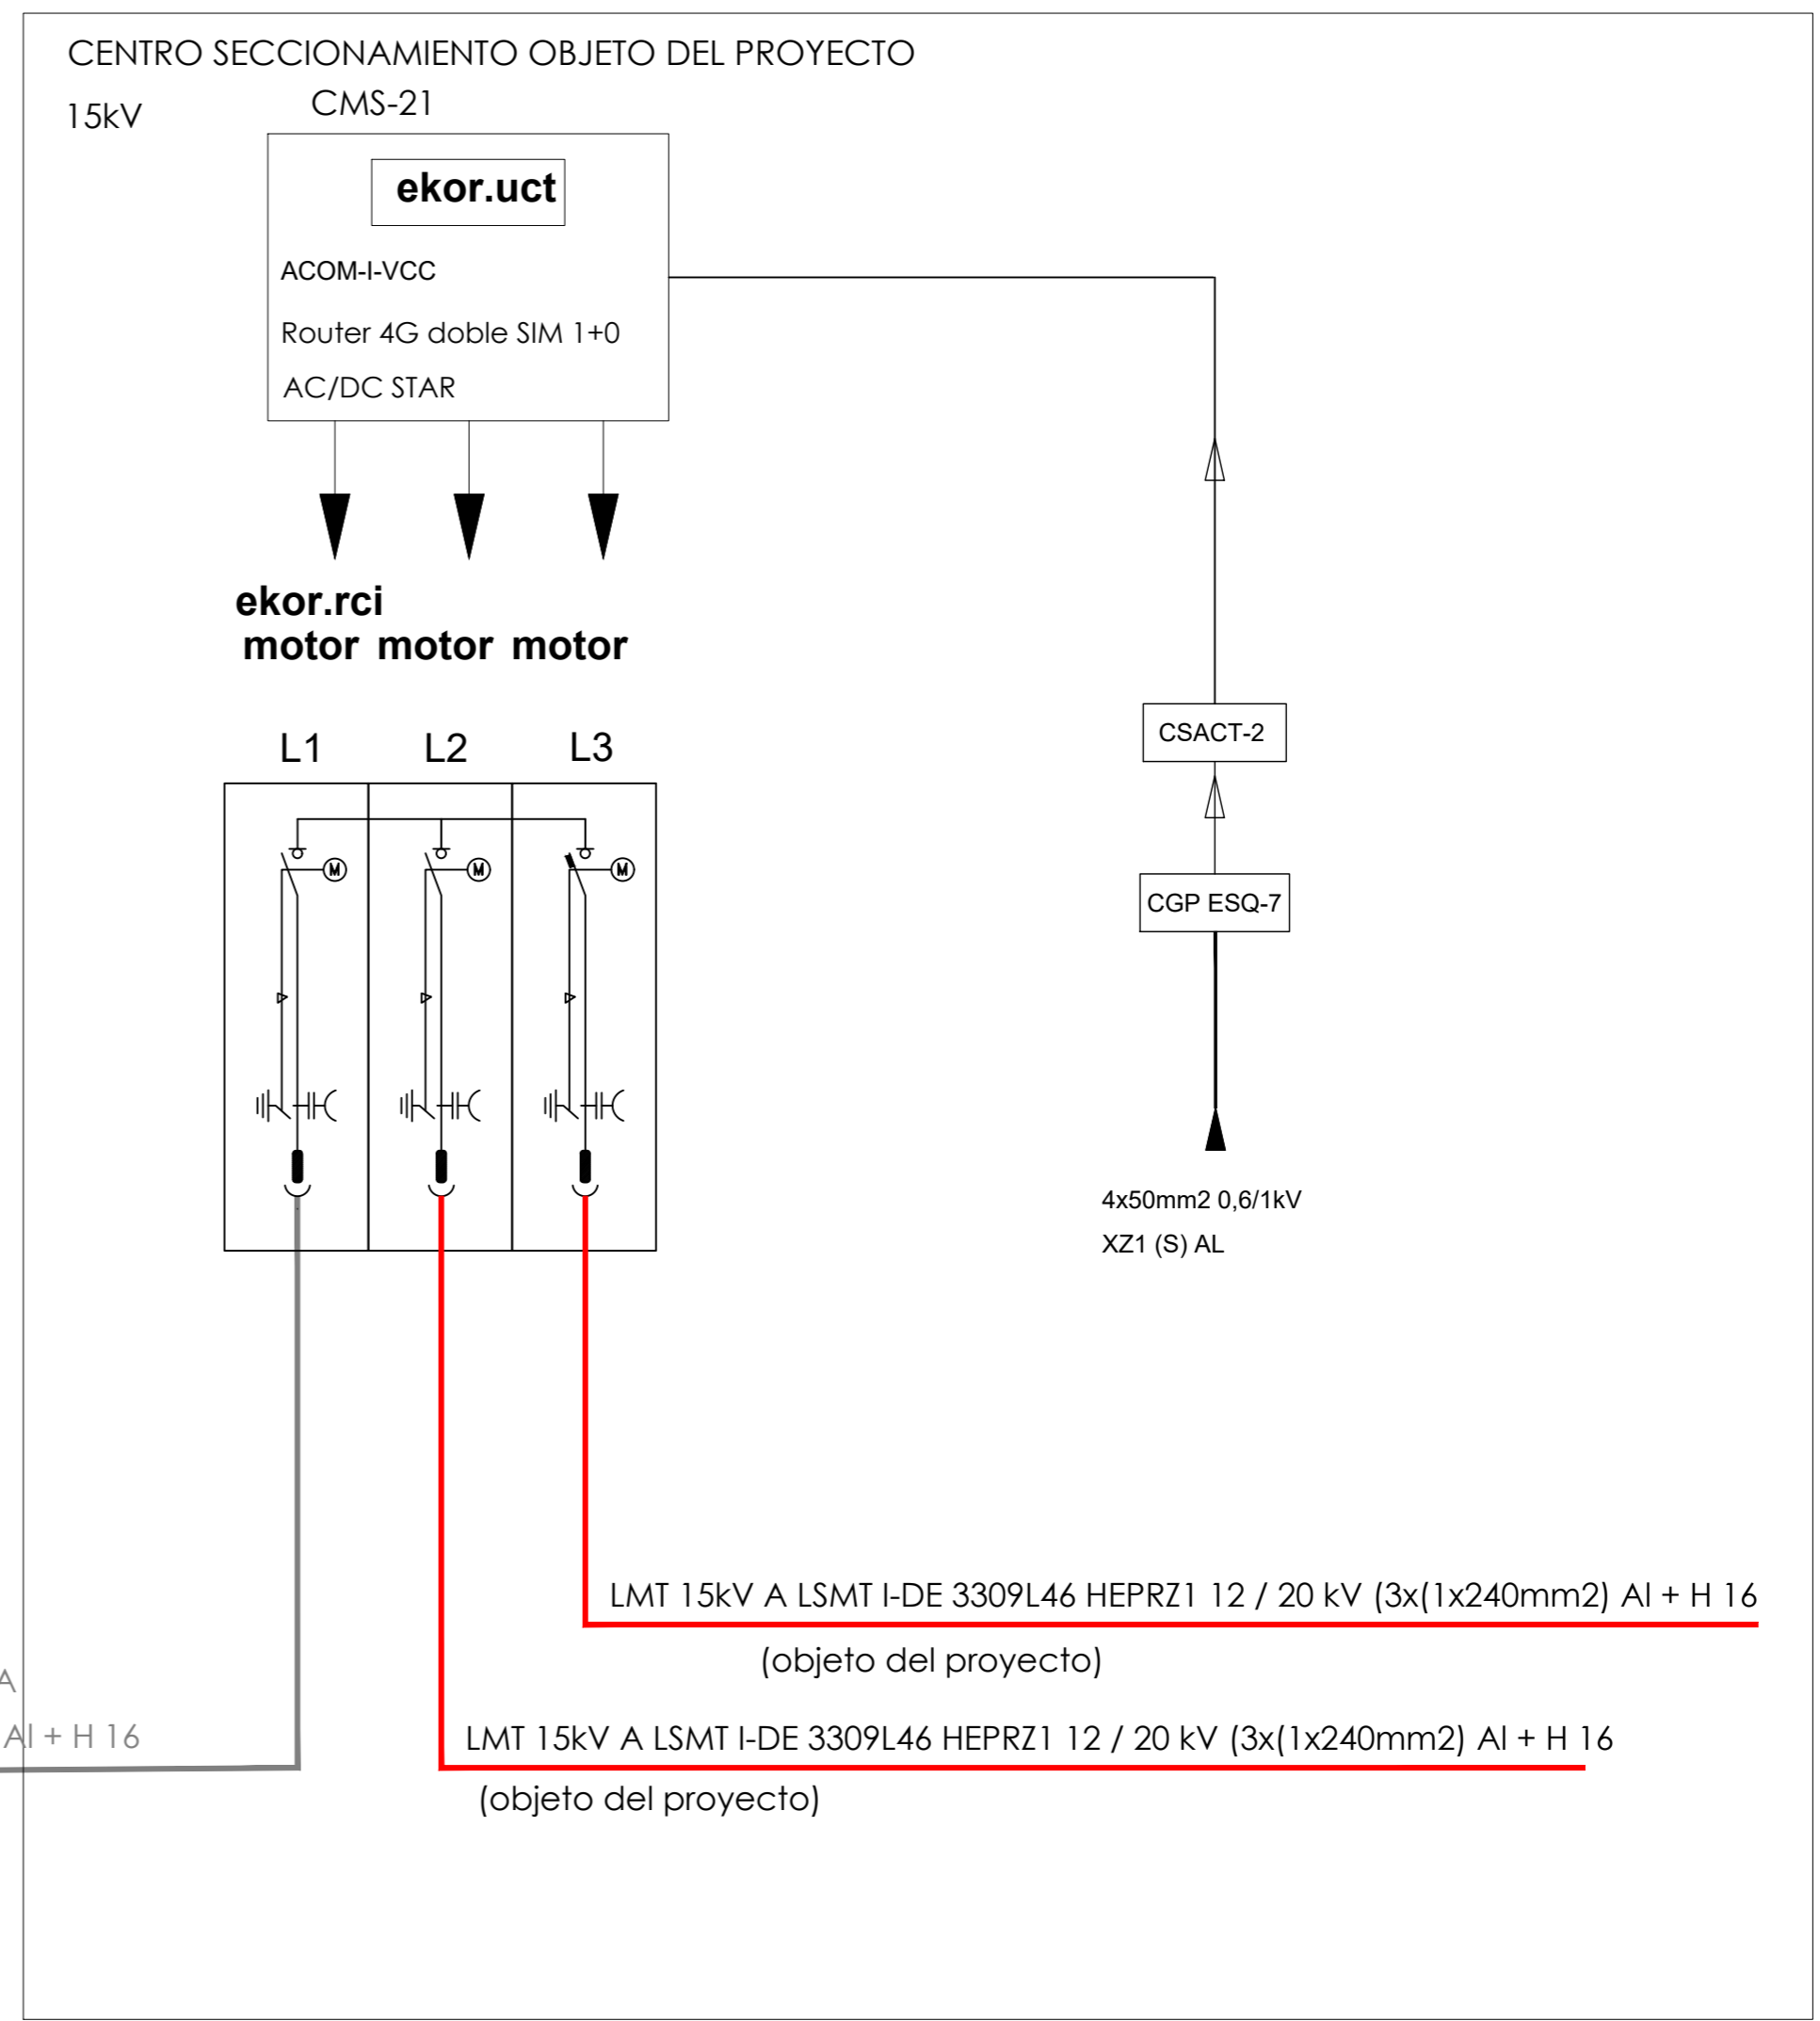 CENTRO SECCIONAMIENTO OBJETO DEL PROYECTO
15kV
CMS-21
ekor.uct
ACOM-I-VCC
Router 4G doble SIM 1+0
AC/DC STAR
ekor.rci
motor motor motor
L1 L2 L3
M M M
CSACT-2
CGP ESQ-7
4x50mm2 0,6/1kV
XZ1 (S) AL
LMT 15kV A LSMT I-DE 3309L46 HEPRZ1 12 / 20 kV (3x(1x240mm2) Al + H 16
(objeto del proyecto)
A
Al + H 16
LMT 15kV A LSMT I-DE 3309L46 HEPRZ1 12 / 20 kV (3x(1x240mm2) Al + H 16
(objeto del proyecto)